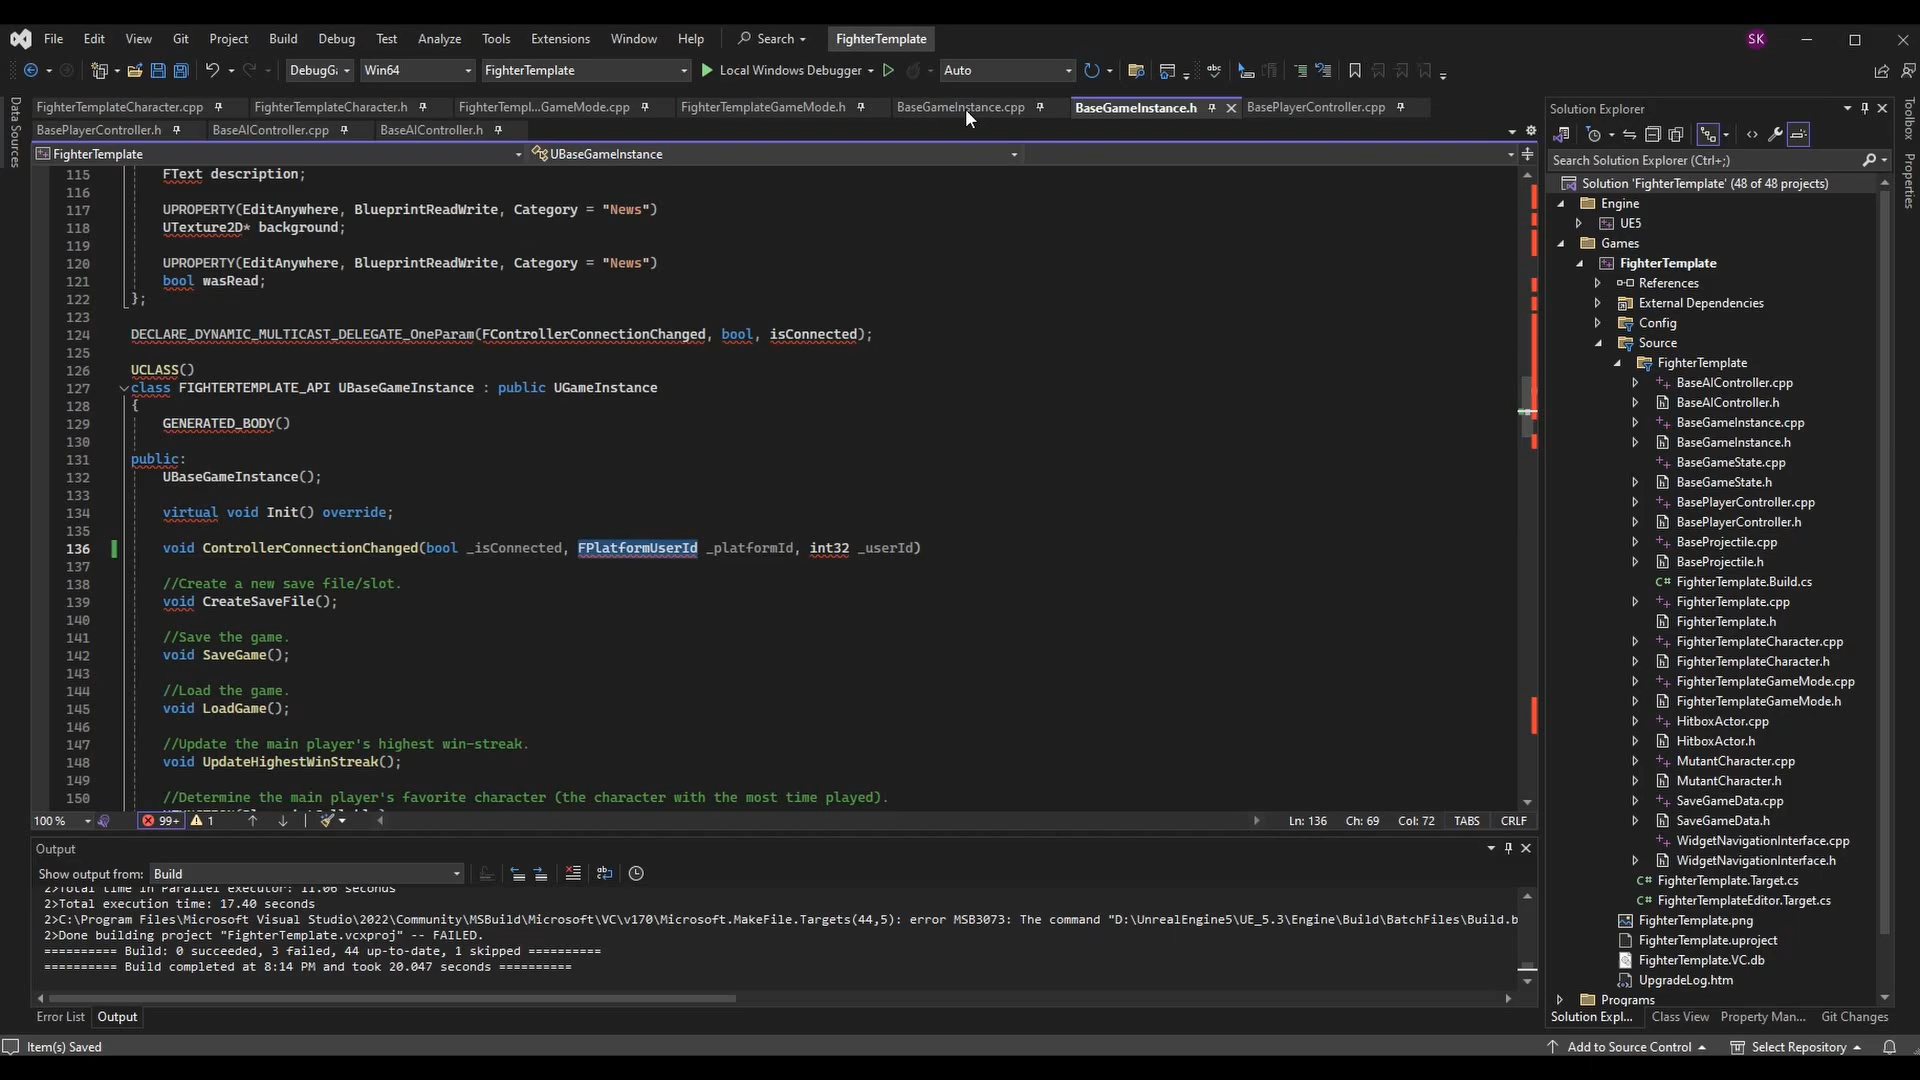 File Edit View Git Project Build Debug Test Analyze Tools Extensions Window Help Search FighterTemplate SK
DebugGa Win64 FighterTemplate Local Windows Debugger Auto
FighterTemplateCharacter.cpp FighterTemplateCharacter.h FighterTempl...GameMode.cpp FighterTemplateGameMode.h BaseGameInstance.cpp BaseGameInstance.h BasePlayerController.cpp
BasePlayerController.h BaseAIController.cpp BaseAIController.h
FighterTemplate UBaseGameInstance
Data Sources
115 FText description;
116
117 UPROPERTY(EditAnywhere, BlueprintReadWrite, Category = "News")
118 UTexture2D* background;
119
120 UPROPERTY(EditAnywhere, BlueprintReadWrite, Category = "News")
121 bool wasRead;
122 };
123
124 DECLARE_DYNAMIC_MULTICAST_DELEGATE_OneParam(FControllerConnectionChanged, bool, isConnected);
125
126 UCLASS()
127 class FIGHTERTEMPLATE_API UBaseGameInstance : public UGameInstance
128 {
129 GENERATED_BODY()
130
131 public:
132 UBaseGameInstance();
133
134 virtual void Init() override;
135
136 void ControllerConnectionChanged(bool _isConnected, FPlatformUserId _platformId, int32 _userId)
137
138 //Create a new save file/slot.
139 void CreateSaveFile();
140
141 //Save the game.
142 void SaveGame();
143
144 //Load the game.
145 void LoadGame();
146
147 //Update the main player's highest win-streak.
148 void UpdateHighestWinStreak();
149
150 //Determine the main player's favorite character (the character with the most time played).
100 % 99+ 1 Ln: 136 Ch: 69 Col: 72 TABS CRLF
Output
Show output from: Build
2>Total time in Parallel executor: 11.06 seconds
2>Total execution time: 17.40 seconds
2>C:\Program Files\Microsoft Visual Studio\2022\Community\MSBuild\Microsoft\VC\v170\Microsoft.MakeFile.Targets(44,5): error MSB3073: The command "D:\UnrealEngine5\UE_5.3\Engine\Build\BatchFiles\Build.b
2>Done building project "FighterTemplate.vcxproj" -- FAILED.
========== Build: 0 succeeded, 3 failed, 44 up-to-date, 1 skipped ==========
========== Build completed at 8:14 PM and took 20.047 seconds ==========
Error List Output
Item(s) Saved
Solution Explorer
Search Solution Explorer (Ctrl+;)
Solution 'FighterTemplate' (48 of 48 projects)
Engine
UE5
Games
FighterTemplate
References
External Dependencies
Config
Source
FighterTemplate
BaseAIController.cpp
BaseAIController.h
BaseGameInstance.cpp
BaseGameInstance.h
BaseGameState.cpp
BaseGameState.h
BasePlayerController.cpp
BasePlayerController.h
BaseProjectile.cpp
BaseProjectile.h
FighterTemplate.Build.cs
FighterTemplate.cpp
FighterTemplate.h
FighterTemplateCharacter.cpp
FighterTemplateCharacter.h
FighterTemplateGameMode.cpp
FighterTemplateGameMode.h
HitboxActor.cpp
HitboxActor.h
MutantCharacter.cpp
MutantCharacter.h
SaveGameData.cpp
SaveGameData.h
WidgetNavigationInterface.cpp
WidgetNavigationInterface.h
FighterTemplate.Target.cs
FighterTemplateEditor.Target.cs
FighterTemplate.png
FighterTemplate.uproject
FighterTemplate.VC.db
UpgradeLog.htm
Programs
Solution Expl... Class View Property Man... Git Changes
Add to Source Control Select Repository
Toolbox
Properties